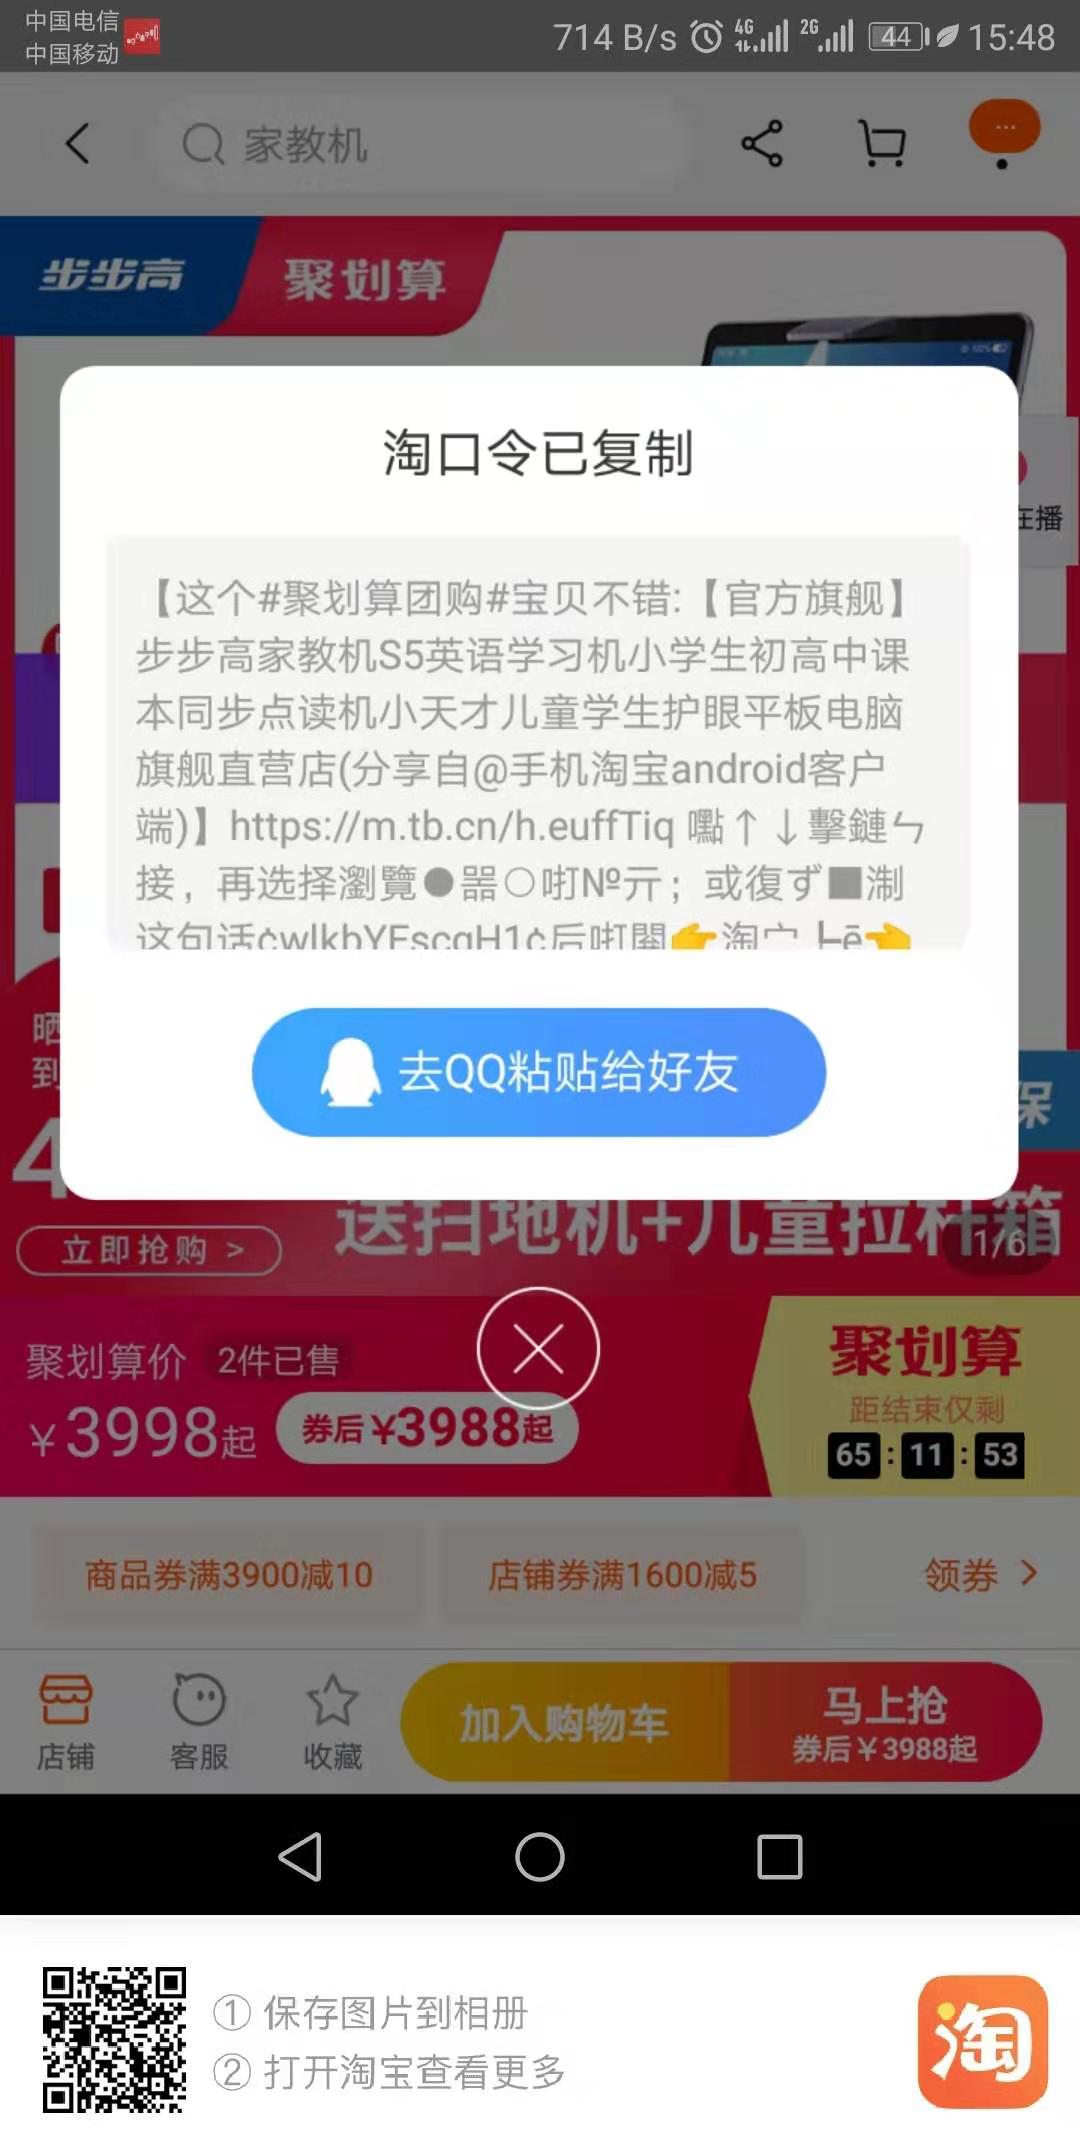 中国电信
中国移动
714 B/s 4G 2G 44 15:48
家教机
步步高 聚划算
淘口令已复制
在播
【这个#聚划算团购#宝贝不错:【官方旗舰】
步步高家教机S5英语学习机小学生初高中课
本同步点读机小天才儿童学生护眼平板电脑
旗舰直营店(分享自@手机淘宝android客户
端)】https://m.tb.cn/h.euffTiq 嚸↑↓擊鏈ㄣ
接，再选择瀏覽●噐○咑№亓；或復ず■淛
这句话¢wlkbYFscqH1¢后咑閞👉淘宀┡ē👈
去QQ粘贴给好友
晒
到
保
4
送扫地机+儿童拉杆箱
立即抢购 >
1/6
聚划算价 2件已售
￥3998起 券后￥3988起
聚划算
距结束仅剩
65:11:53
商品券满3900减10 店铺券满1600减5 领券
店铺 客服 收藏 加入购物车 马上抢
券后￥3988起
① 保存图片到相册
② 打开淘宝查看更多
淘